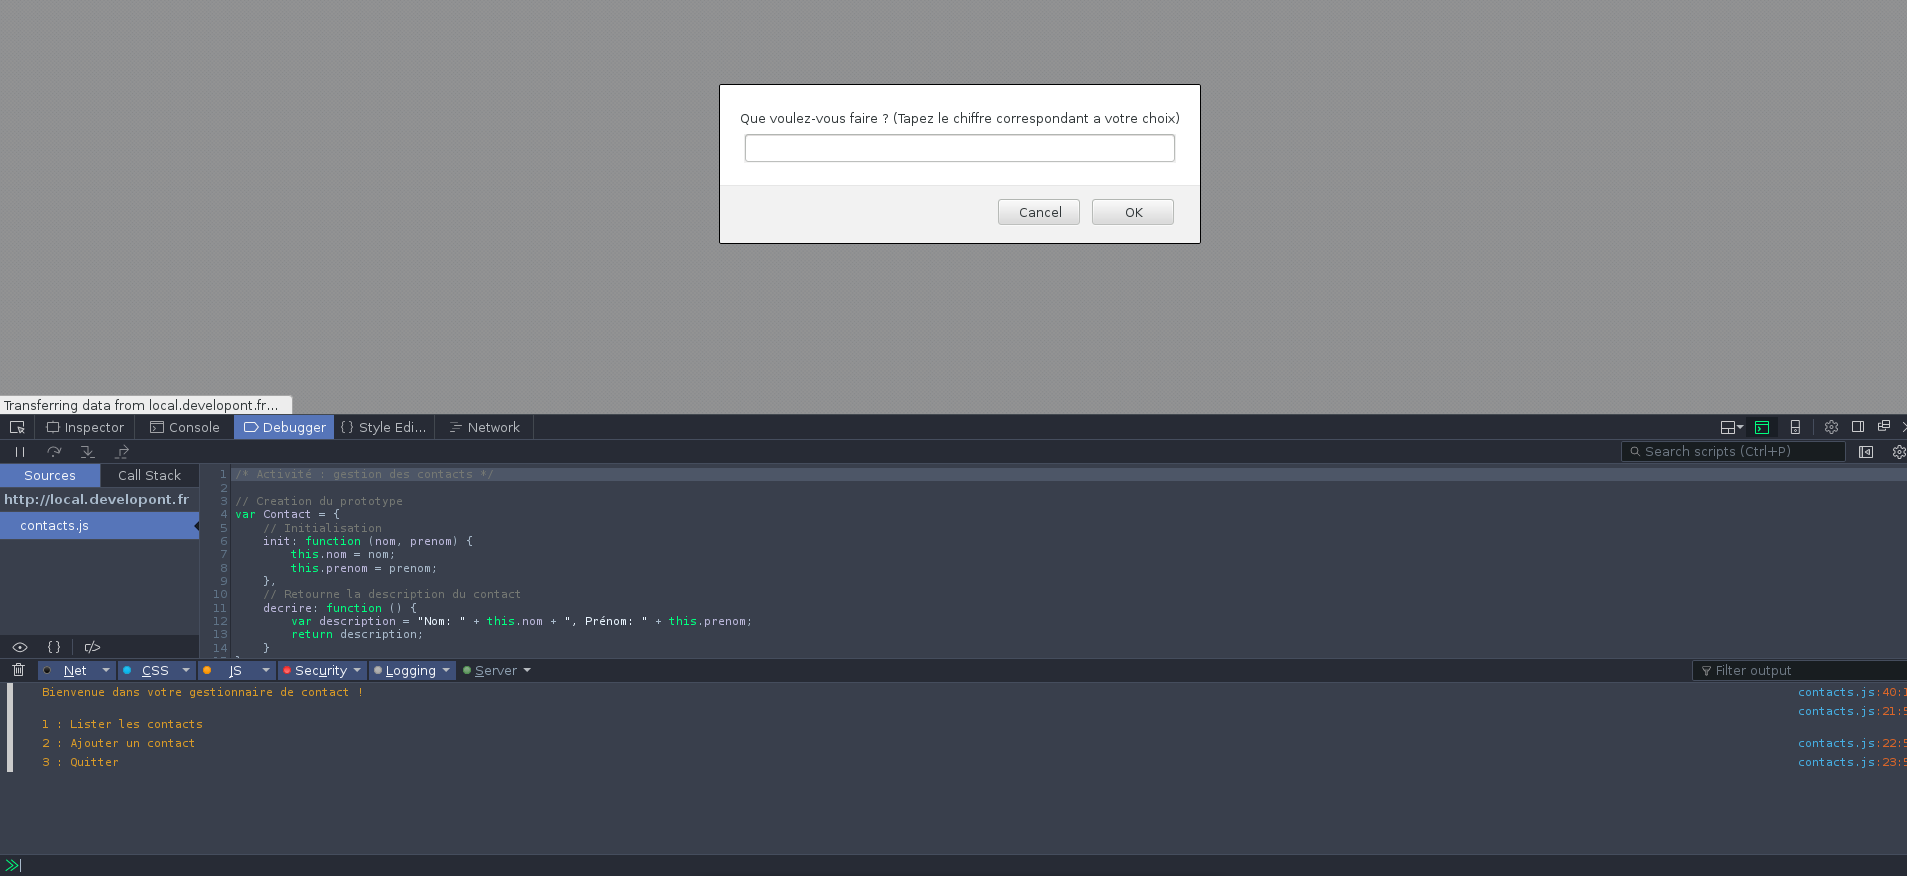 Que voulez-vous faire ? (Tapez le chiffre correspondant a votre choix)
Cancel OK
Transferring data from local.developont.fr...
Inspector Console Debugger { } Style Edi... Network
Search scripts (Ctrl+P)
Sources Call Stack
http://local.developont.fr
contacts.js
1 /* Activité : gestion des contacts */
2
3 // Creation du prototype
4 var Contact = {
5 // Initialisation
6 init: function (nom, prenom) {
7 this.nom = nom;
8 this.prenom = prenom;
9 },
10 // Retourne la description du contact
11 decrire: function () {
12 var description = "Nom: " + this.nom + ", Prénom: " + this.prenom;
13 return description;
14 }
Net CSS JS Security Logging Server Filter output
Bienvenue dans votre gestionnaire de contact ! contacts.js:40:1
contacts.js:21:5
1 : Lister les contacts
2 : Ajouter un contact contacts.js:22:5
3 : Quitter contacts.js:23:5